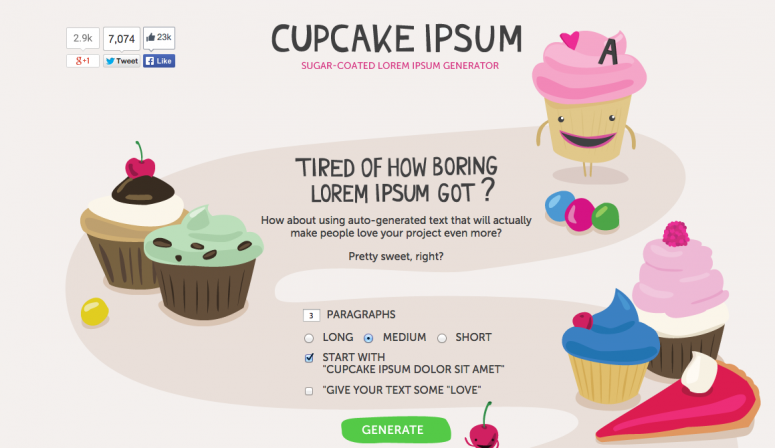 2.9k
7,074
23k
g+1
Tweet
Like
CUPCAKE IPSUM
SUGAR-COATED LOREM IPSUM GENERATOR
A
TIRED OF HOW BORING
LOREM IPSUM GOT?
How about using auto-generated text that will actually
make people love your project even more?
Pretty sweet, right?
3 PARAGRAPHS
LONG MEDIUM SHORT
START WITH
"CUPCAKE IPSUM DOLOR SIT AMET"
"GIVE YOUR TEXT SOME "LOVE"
GENERATE